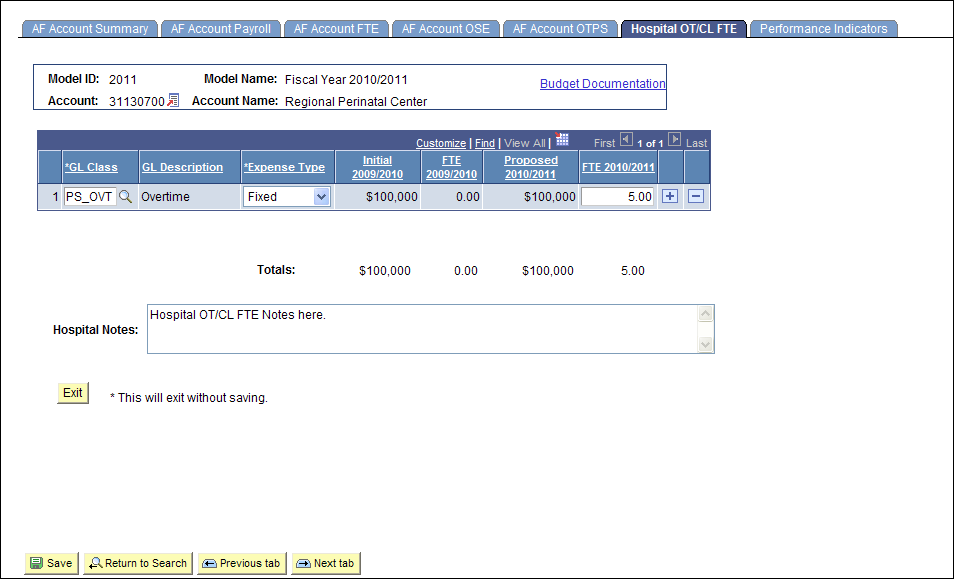 AF Account Summary AF Account Payroll AF Account FTE AF Account OSE AF Account OTPS Hospital OT/CL FTE Performance Indicators
Model ID: 2011 Model Name: Fiscal Year 2010/2011 Budget Documentation
Account: 31130700 Account Name: Regional Perinatal Center
Customize | Find | View All | First 1 of 1 Last
*GL Class GL Description *Expense Type Initial 2009/2010 FTE 2009/2010 Proposed 2010/2011 FTE 2010/2011
1 PS_OVT Overtime Fixed $100,000 0.00 $100,000 5.00
Totals: $100,000 0.00 $100,000 5.00
Hospital Notes: Hospital OT/CL FTE Notes here.
Exit * This will exit without saving.
Save Return to Search Previous tab Next tab